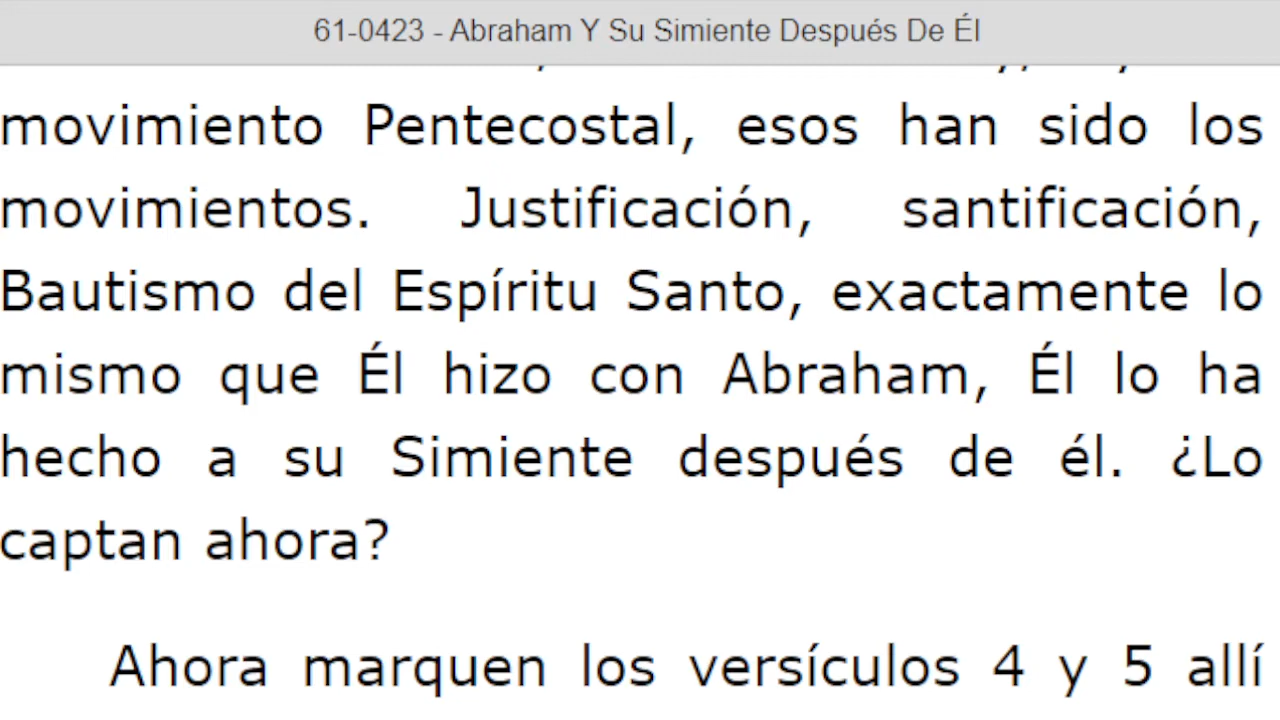 61-0423 - Abraham Y Su Simiente Después De Él
movimiento Pentecostal, esos han sido los
movimientos. Justificación, santificación,
Bautismo del Espíritu Santo, exactamente lo
mismo que Él hizo con Abraham, Él lo ha
hecho a su Simiente después de él. ¿Lo
captan ahora?
Ahora marquen los versículos 4 y 5 allí